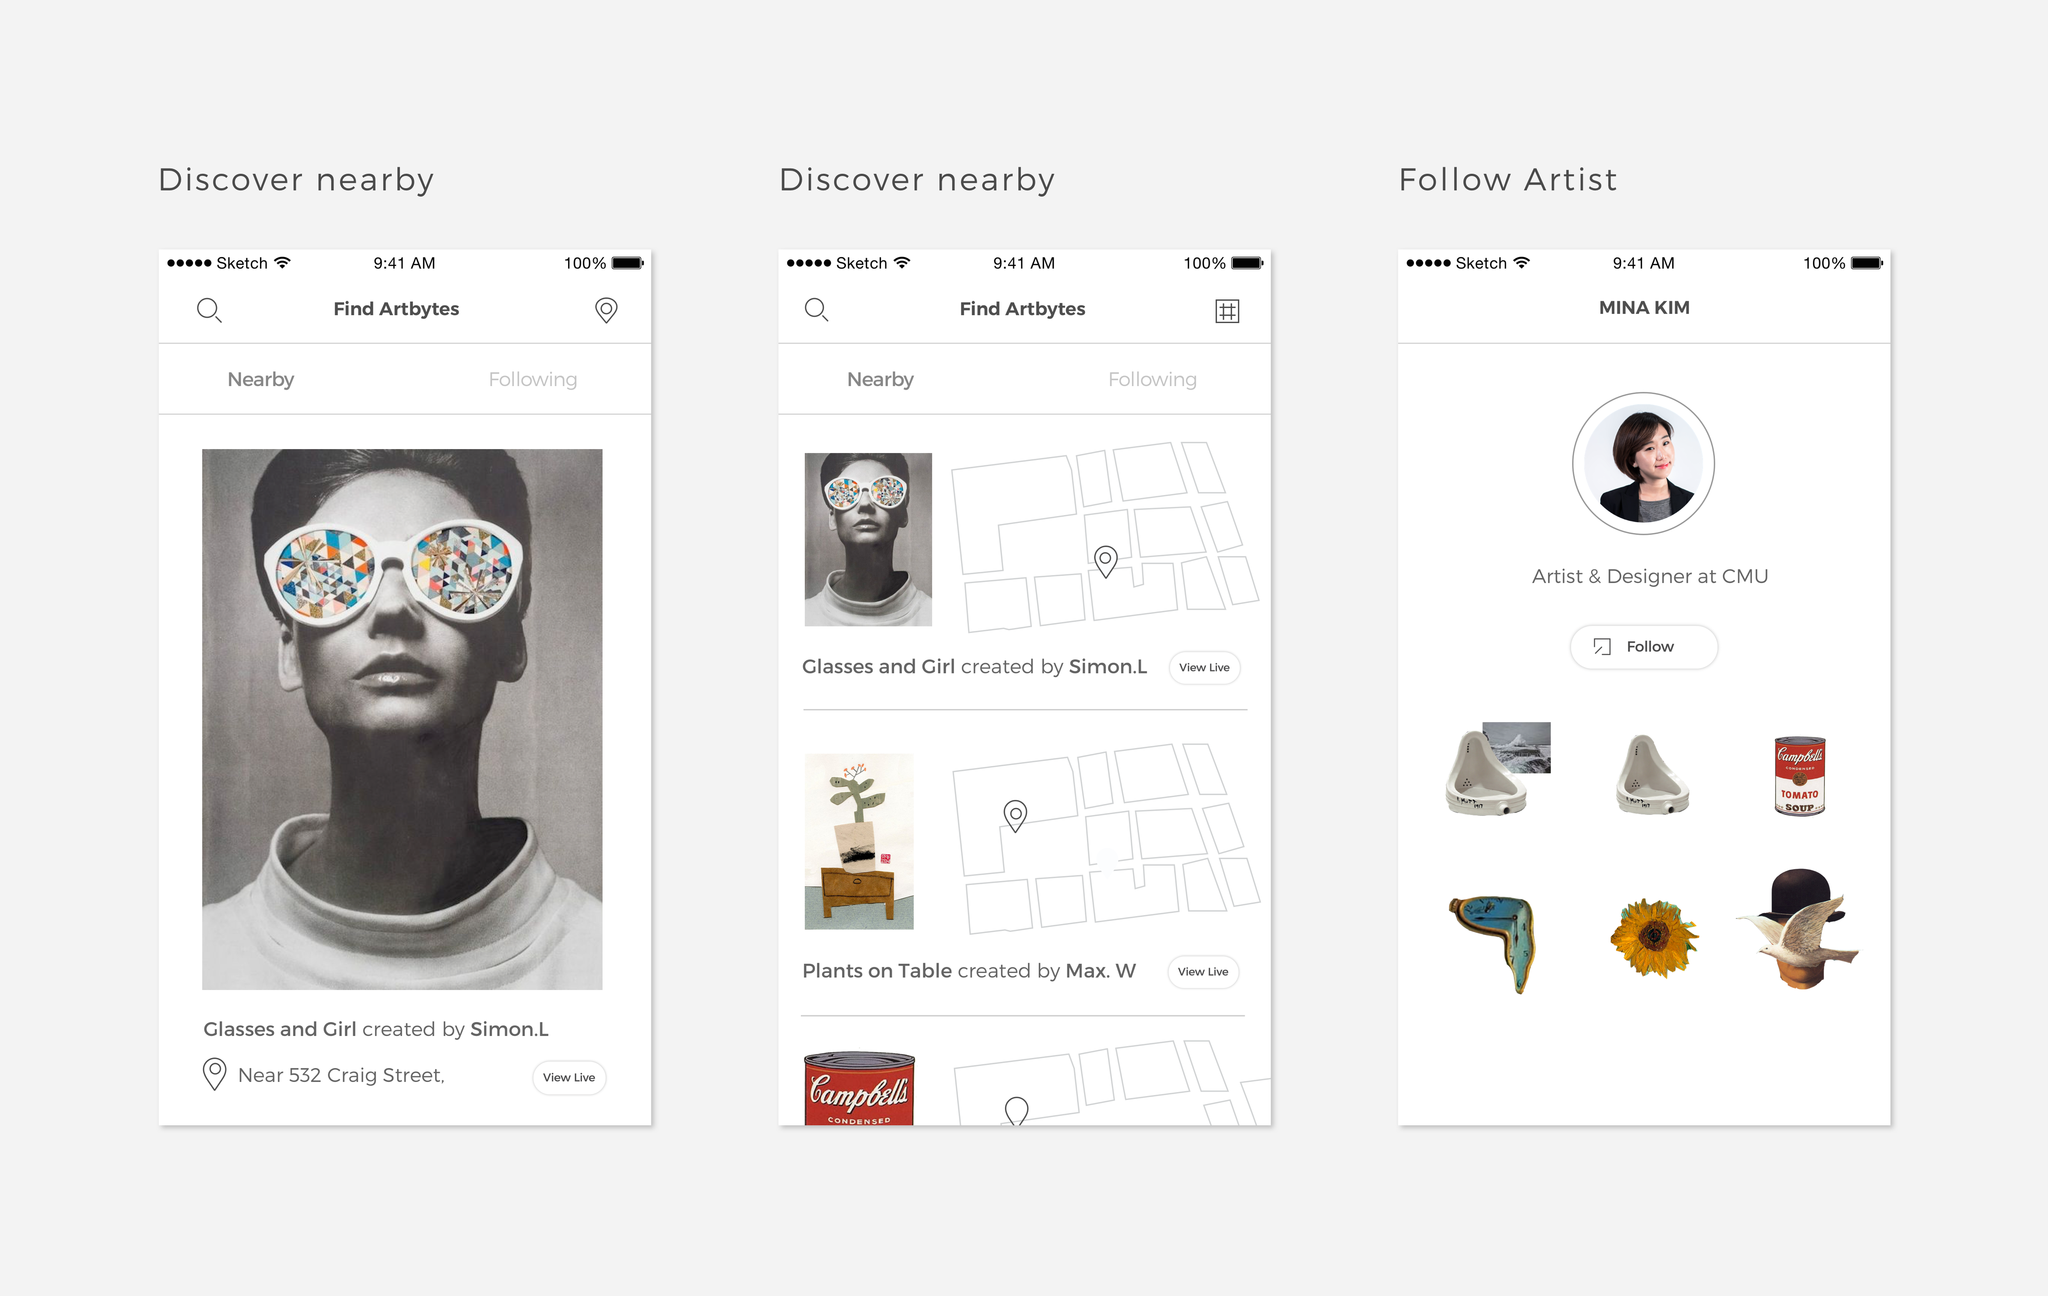 Discover nearby
Sketch 9:41 AM 100%
Find Artbytes
Nearby Following
Glasses and Girl created by Simon.L
Near 532 Craig Street,
View Live
Discover nearby
Sketch 9:41 AM 100%
Find Artbytes
Nearby Following
Glasses and Girl created by Simon.L
View Live
Plants on Table created by Max. W
View Live
Campbell's
CONDENSED
Follow Artist
Sketch 9:41 AM 100%
MINA KIM
Artist & Designer at CMU
Follow
Campbell's
CONDENSED
TOMATO
SOUP